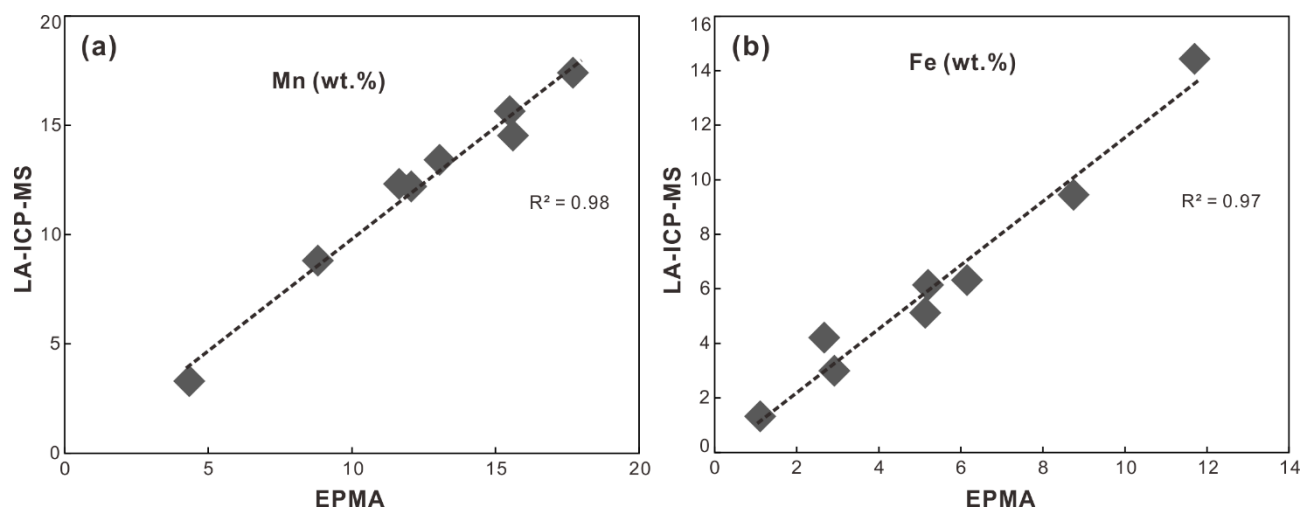 (a)
Mn (wt.%)
R² = 0.98
LA-ICP-MS
20
15
10
5
0
0 5 10 15 20
EPMA
(b)
Fe (wt.%)
R² = 0.97
LA-ICP-MS
16
14
12
10
8
6
4
2
0
0 2 4 6 8 10 12 14
EPMA